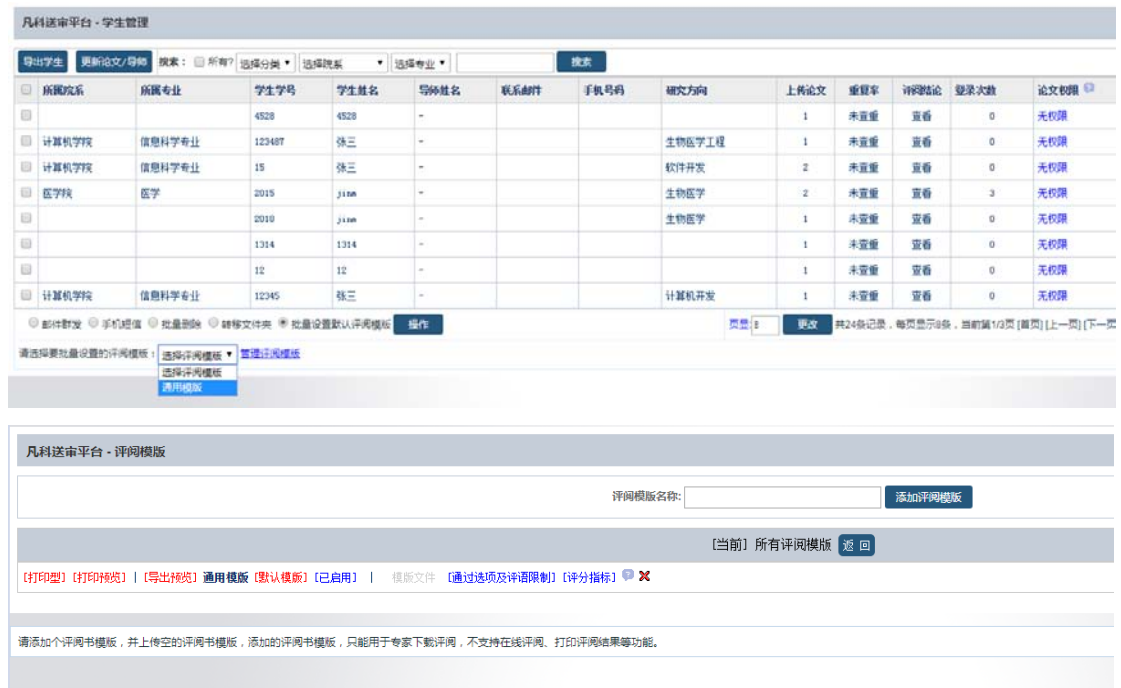 凡科送审平台 - 学生管理
导出学生 更新论文/导师 搜索： 所有? 选择分类 选择院系 选择专业 搜索
所属院系 所属专业 学生学号 学生姓名 导师姓名 联系邮件 手机号码 研究方向 上传论文 重复率 评阅结论 登录次数 论文权限
4528 4528 - 1 未查重 查看 0 无权限
计算机学院 信息科学专业 123487 张三 - 生物医学工程 1 未查重 查看 0 无权限
计算机学院 信息科学专业 15 张三 - 软件开发 2 未查重 查看 0 无权限
医学院 医学 2015 jinm - 生物医学 2 未查重 查看 3 无权限
2010 jinm - 生物医学 1 未查重 查看 0 无权限
1314 1314 - 1 未查重 查看 0 无权限
12 12 - 1 未查重 查看 0 无权限
计算机学院 信息科学专业 12345 张三 - 计算机开发 1 未查重 查看 0 无权限
邮件群发 手机短信 批量删除 转移文件夹 批量设置默认评阅模版 操作 页显 8 更改 共24条记录，每页显示8条，当前第1/3页 [首页] [上一页] [下一页
请选择要批量设置的评阅模版： 选择评阅模版 管理评阅模版
选择评阅模版
通用模版
凡科送审平台 - 评阅模版
评阅模版名称: 添加评阅模版
[当前] 所有评阅模版 返 回
[打印型] [打印预览] | [导出预览] 通用模版 [默认模版] [已启用] | 模版文件 [通过选项及评语限制] [评分指标]
请添加个评阅书模版，并上传空的评阅书模版，添加的评阅书模版，只能用于专家下载评阅，不支持在线评阅、打印评阅结果等功能。